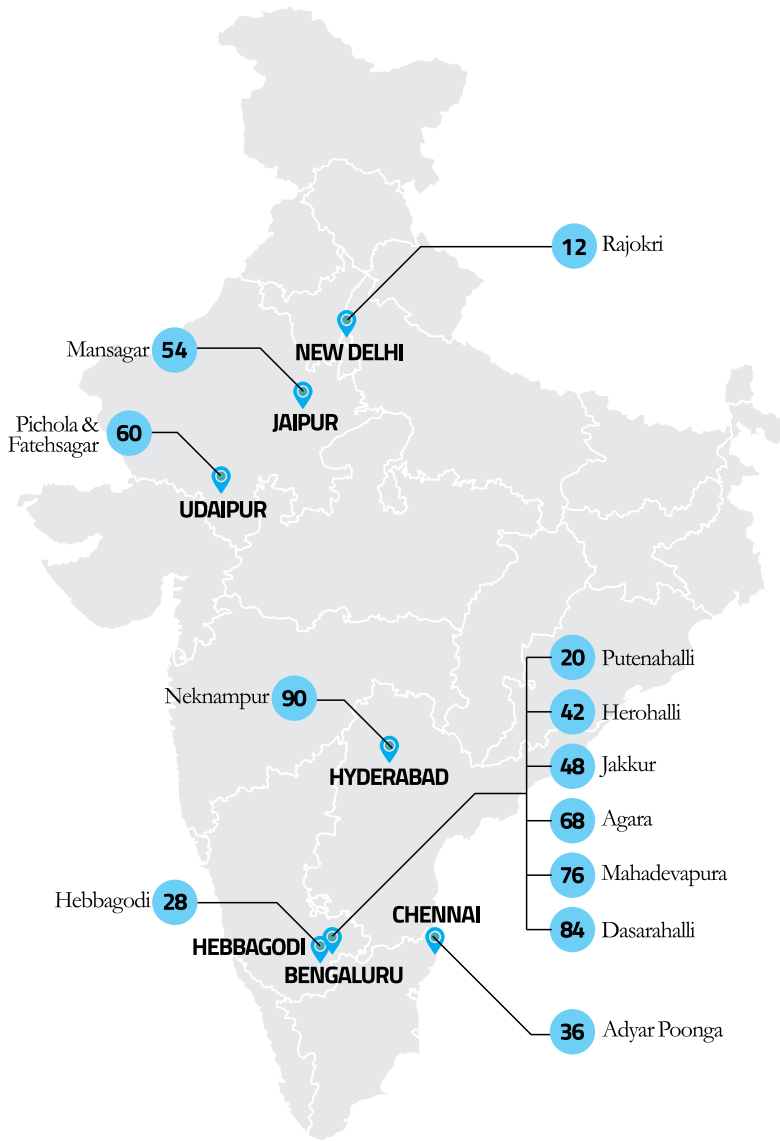 12 Rajokri
NEW DELHI
Mansagar 54
JAIPUR
Pichola &
Fatehsagar
60
UDAIPUR
20 Putenahalli
Neknampur 90
42 Herohalli
HYDERABAD
48 Jakkur
68 Agara
76 Mahadevapura
Hebbagodi 28
CHENNAI
84 Dasarahalli
HEBBAGODI
BENGALURU
36 Adyar Poonga